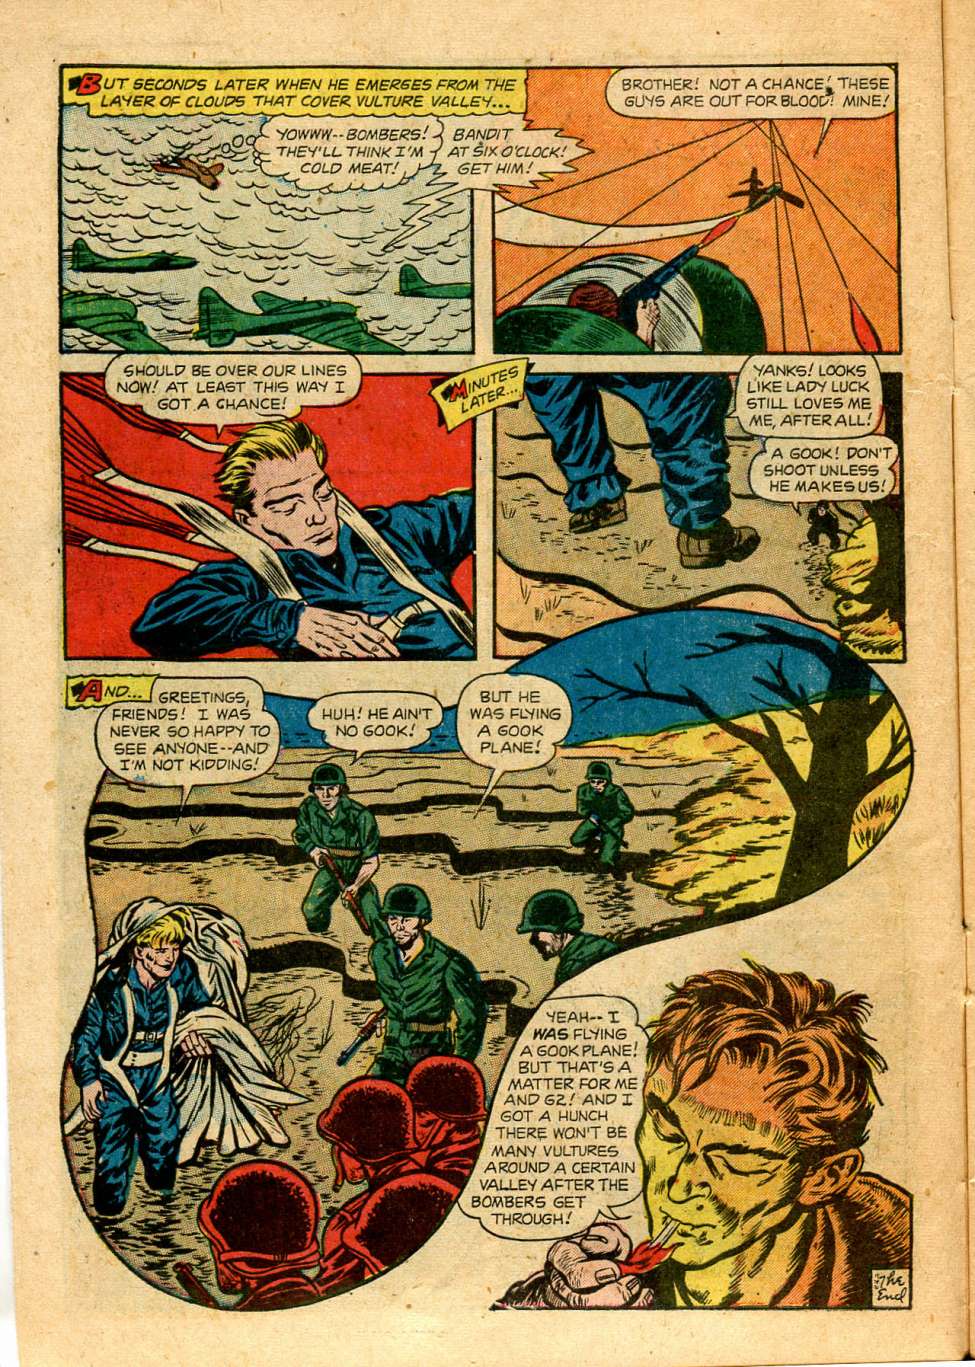 BUT SECONDS LATER WHEN HE EMERGES FROM THE
LAYER OF CLOUDS THAT COVER VULTURE VALLEY...
YOWWW-- BOMBERS!
THEY'LL THINK I'M
COLD MEAT!
BANDIT
AT SIX O'CLOCK!
GET HIM!
BROTHER! NOT A CHANCE! THESE
GUYS ARE OUT FOR BLOOD! MINE!
SHOULD BE OVER OUR LINES
NOW! AT LEAST THIS WAY I
GOT A CHANCE!
MINUTES
LATER...
YANKS! LOOKS
LIKE LADY LUCK
STILL LOVES ME
ME, AFTER ALL!
A GOOK! DON'T
SHOOT UNLESS
HE MAKES US!
AND...
GREETINGS,
FRIENDS! I WAS
NEVER SO HAPPY TO
SEE ANYONE--AND
I'M NOT KIDDING!
HUH! HE AIN'T
NO GOOK!
BUT HE
WAS FLYING
A GOOK
PLANE!
YEAH-- I
WAS FLYING
A GOOK PLANE!
BUT THAT'S A
MATTER FOR ME
AND G2! AND I
GOT A HUNCH
THERE WON'T BE
MANY VULTURES
AROUND A CERTAIN
VALLEY AFTER THE
BOMBERS GET
THROUGH!
The
End